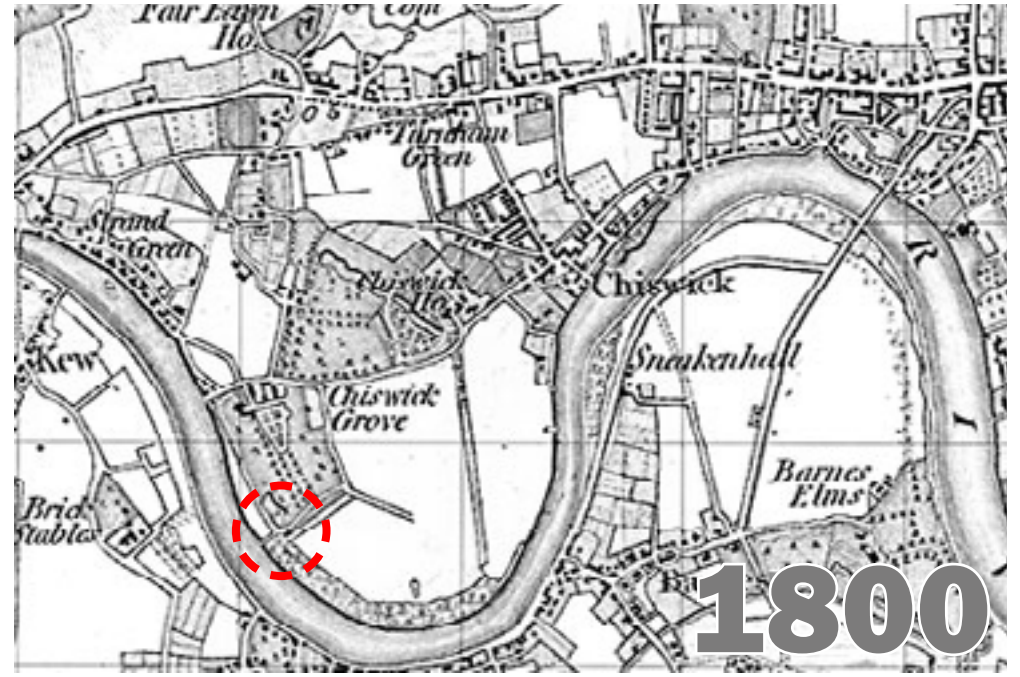 Fair Lawn
Ho.
Com
Turnham
Green
Strand
Green
Chiswick
Ho.
Chiswick
Kew
Sneakenhall
Chiswick
Grove
Barnes
Elms
Brick
Stables
R
I
1800